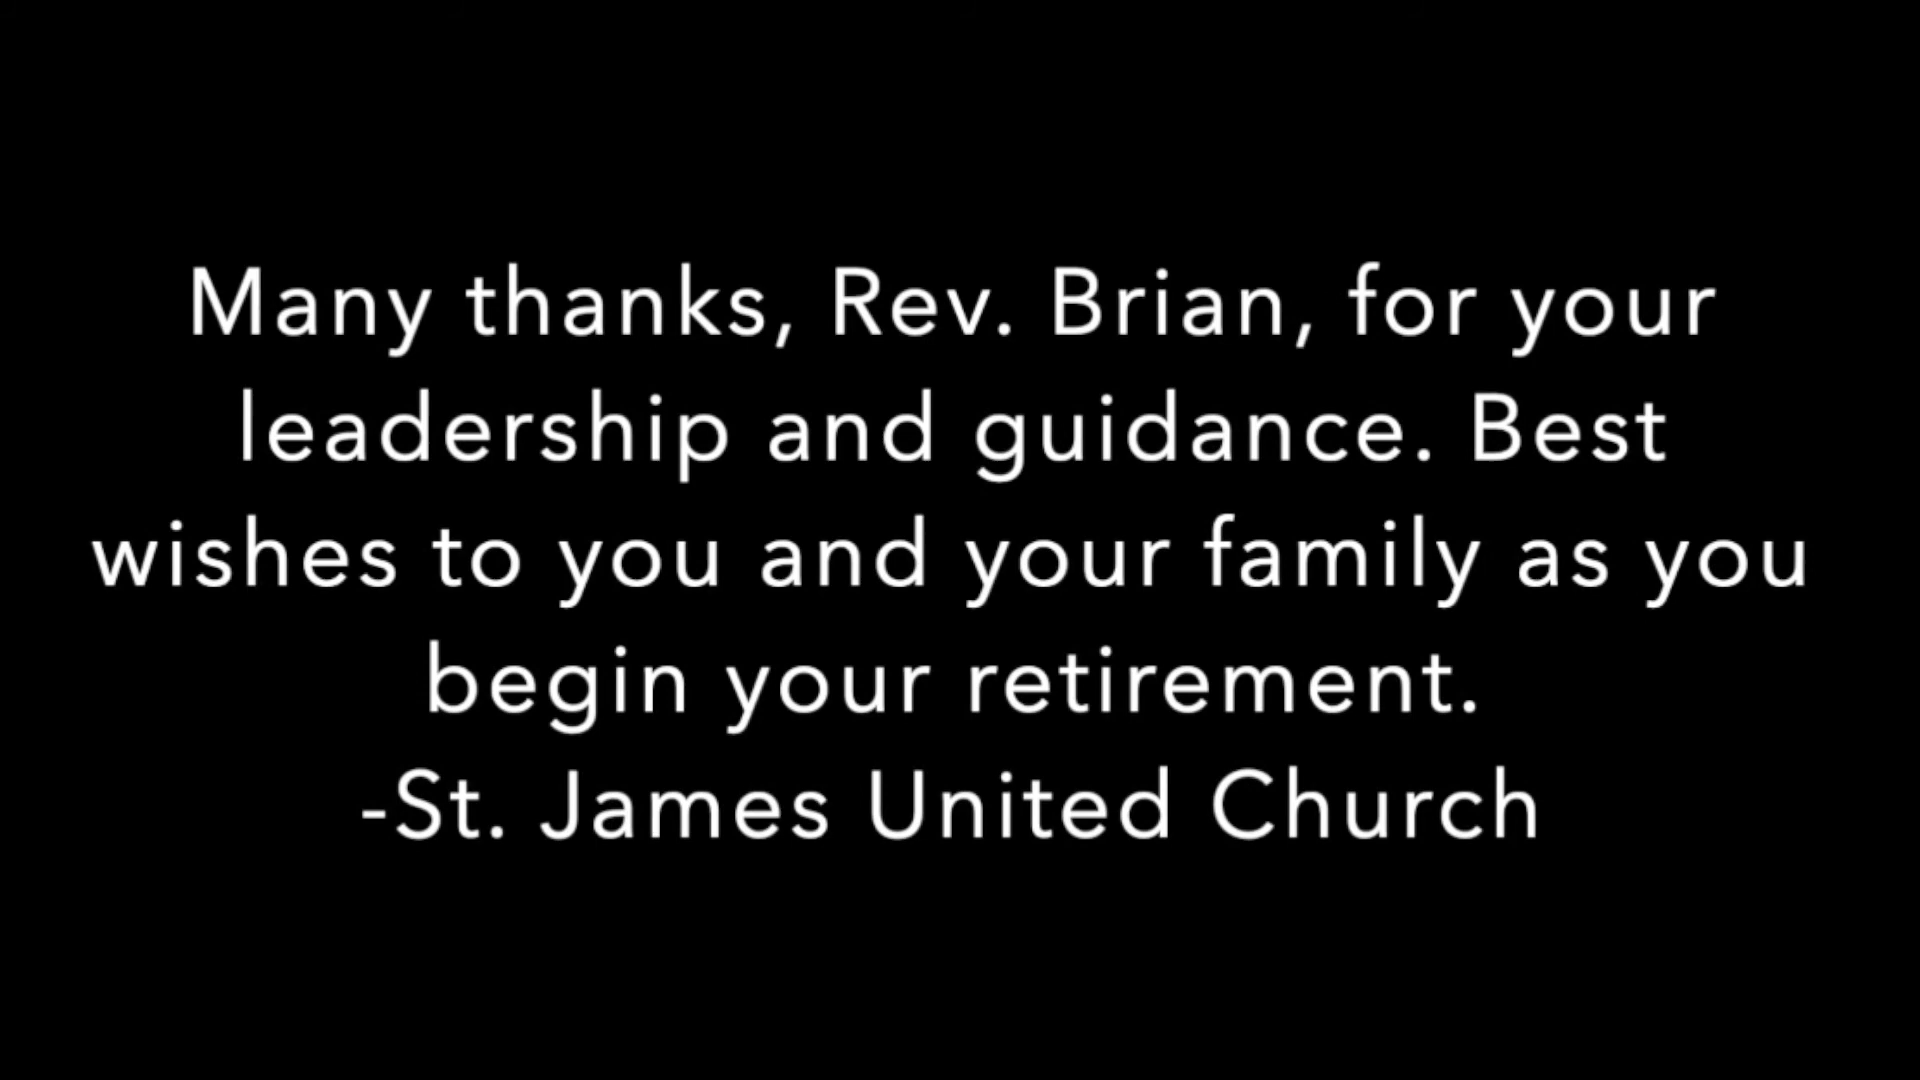 Many thanks, Rev. Brian, for your
leadership and guidance. Best
wishes to you and your family as you
begin your retirement.
-St. James United Church